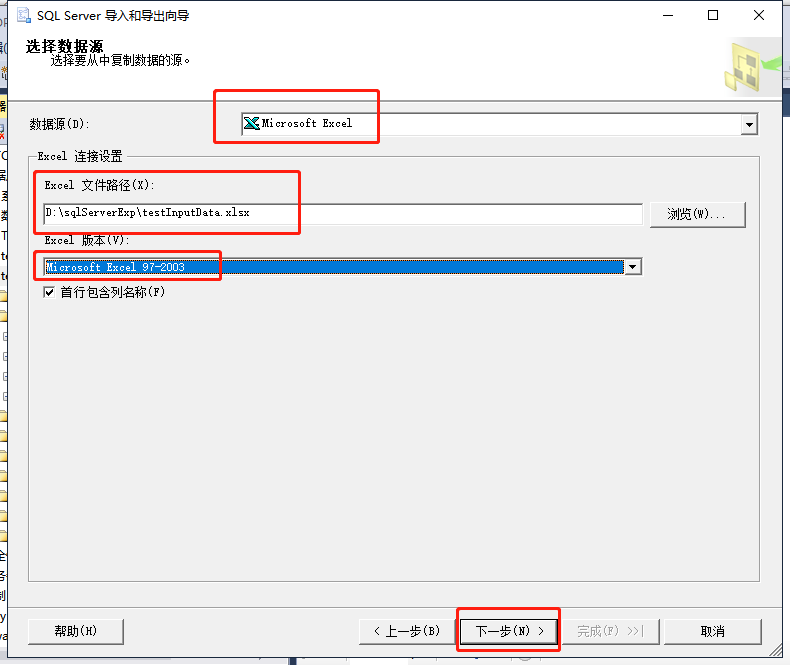 SQL Server 导入和导出向导
选择数据源
选择要从中复制数据的源。
数据源(D):
Microsoft Excel
Excel 连接设置
Excel 文件路径(X):
D:\sqlServerExp\testInputData.xlsx
浏览(W)...
Excel 版本(V):
Microsoft Excel 97-2003
首行包含列名称(F)
帮助(H)
< 上一步(B)
下一步(N) >
完成(F) >>|
取消